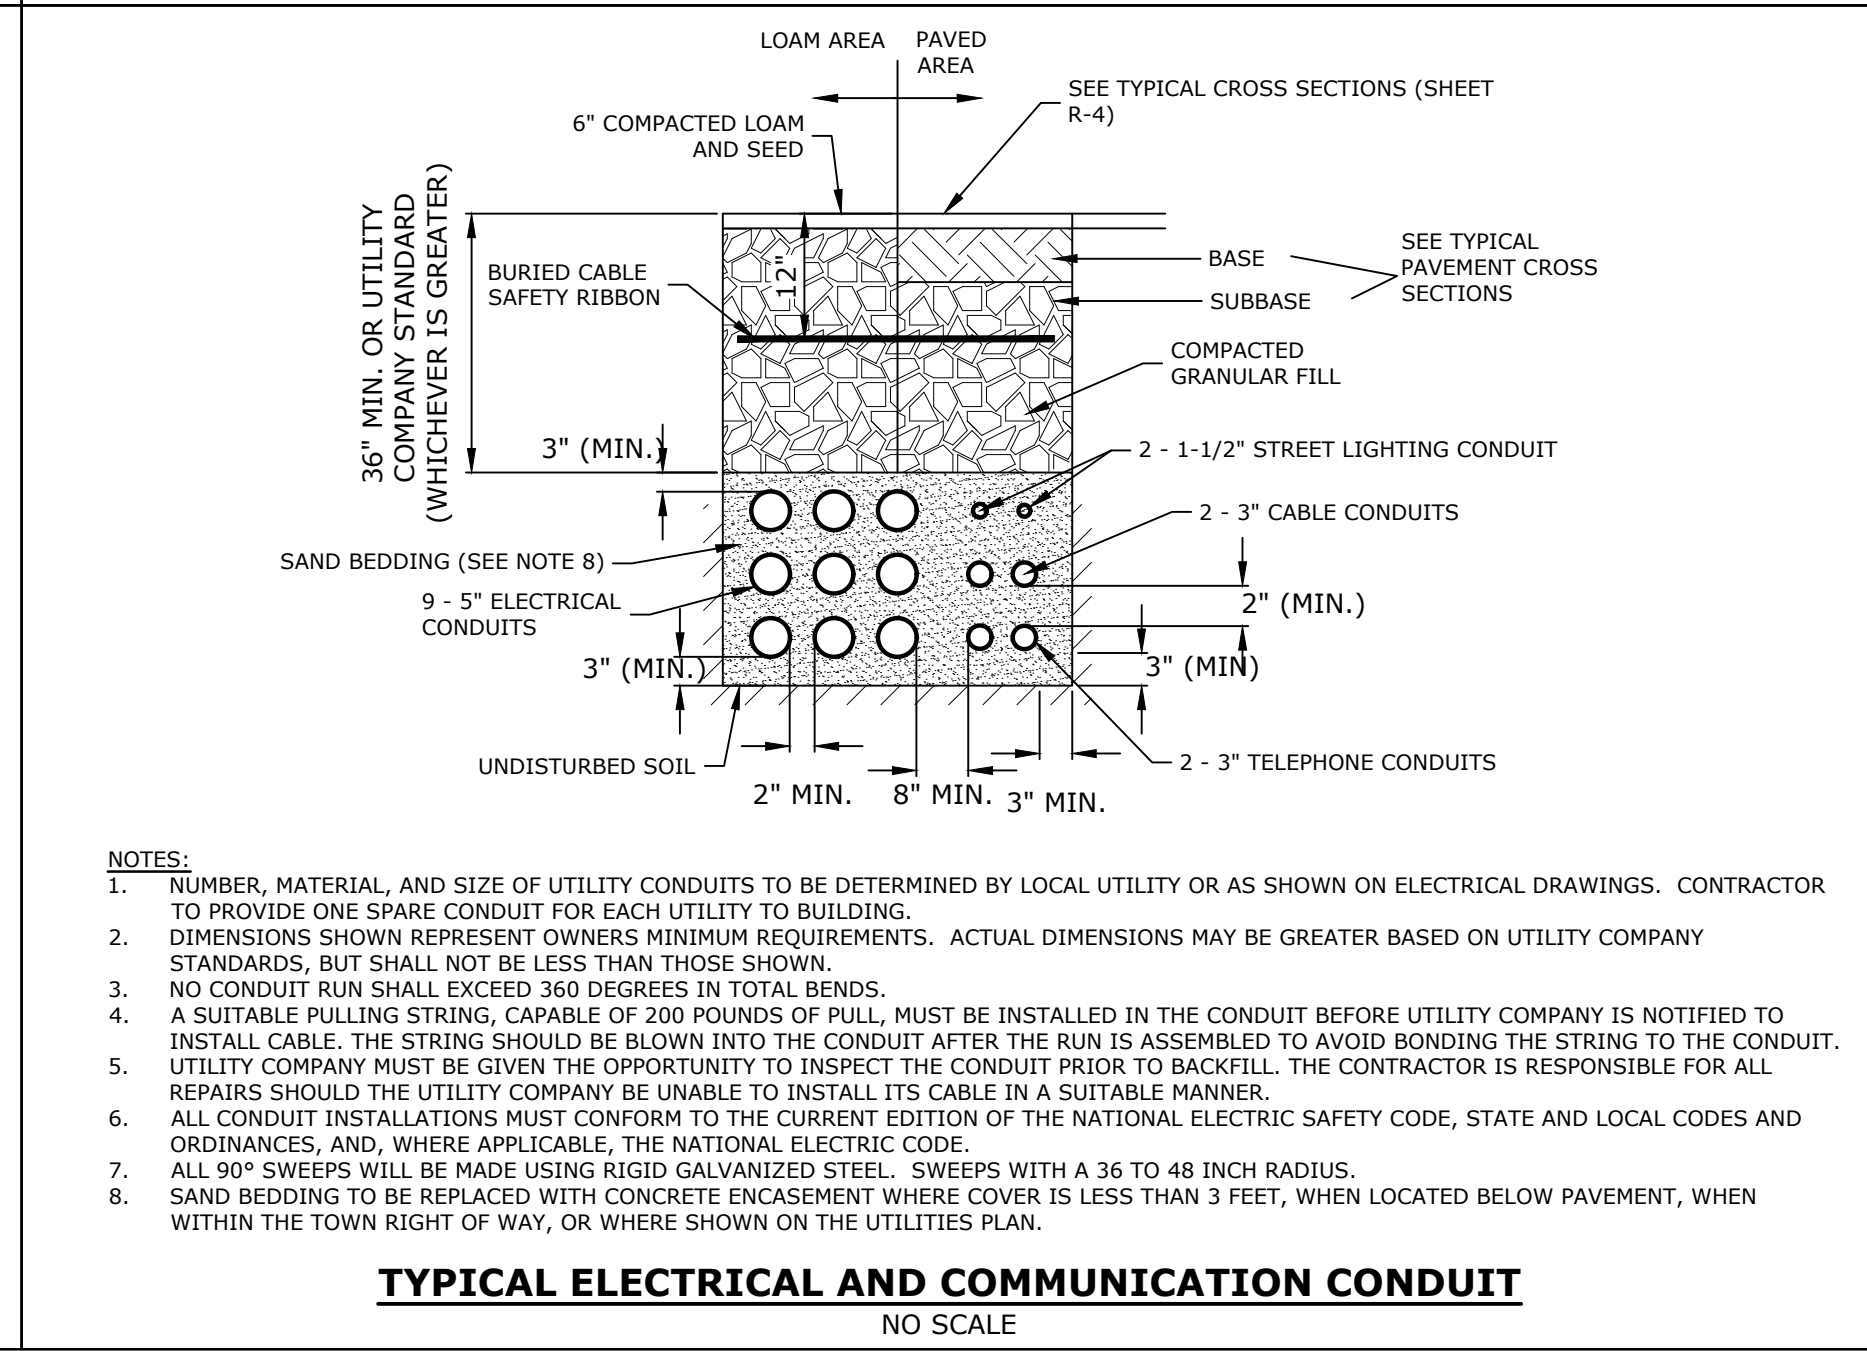 LOAM AREA
PAVED
AREA
SEE TYPICAL CROSS SECTIONS (SHEET
R-4)
6" COMPACTED LOAM
AND SEED
36" MIN. OR UTILITY
COMPANY STANDARD
(WHICHEVER IS GREATER)
12"
BURIED CABLE
SAFETY RIBBON
BASE
SUBBASE
SEE TYPICAL
PAVEMENT CROSS
SECTIONS
COMPACTED
GRANULAR FILL
3" (MIN.)
2 - 1-1/2" STREET LIGHTING CONDUIT
2 - 3" CABLE CONDUITS
SAND BEDDING (SEE NOTE 8)
9 - 5" ELECTRICAL
CONDUITS
2" (MIN.)
3" (MIN.)
3" (MIN)
UNDISTURBED SOIL
2 - 3" TELEPHONE CONDUITS
2" MIN.
8" MIN.
3" MIN.
NOTES:
1. NUMBER, MATERIAL, AND SIZE OF UTILITY CONDUITS TO BE DETERMINED BY LOCAL UTILITY OR AS SHOWN ON ELECTRICAL DRAWINGS. CONTRACTOR
TO PROVIDE ONE SPARE CONDUIT FOR EACH UTILITY TO BUILDING.
2. DIMENSIONS SHOWN REPRESENT OWNERS MINIMUM REQUIREMENTS. ACTUAL DIMENSIONS MAY BE GREATER BASED ON UTILITY COMPANY
STANDARDS, BUT SHALL NOT BE LESS THAN THOSE SHOWN.
3. NO CONDUIT RUN SHALL EXCEED 360 DEGREES IN TOTAL BENDS.
4. A SUITABLE PULLING STRING, CAPABLE OF 200 POUNDS OF PULL, MUST BE INSTALLED IN THE CONDUIT BEFORE UTILITY COMPANY IS NOTIFIED TO
INSTALL CABLE. THE STRING SHOULD BE BLOWN INTO THE CONDUIT AFTER THE RUN IS ASSEMBLED TO AVOID BONDING THE STRING TO THE CONDUIT.
5. UTILITY COMPANY MUST BE GIVEN THE OPPORTUNITY TO INSPECT THE CONDUIT PRIOR TO BACKFILL. THE CONTRACTOR IS RESPONSIBLE FOR ALL
REPAIRS SHOULD THE UTILITY COMPANY BE UNABLE TO INSTALL ITS CABLE IN A SUITABLE MANNER.
6. ALL CONDUIT INSTALLATIONS MUST CONFORM TO THE CURRENT EDITION OF THE NATIONAL ELECTRIC SAFETY CODE, STATE AND LOCAL CODES AND
ORDINANCES, AND, WHERE APPLICABLE, THE NATIONAL ELECTRIC CODE.
7. ALL 90° SWEEPS WILL BE MADE USING RIGID GALVANIZED STEEL. SWEEPS WITH A 36 TO 48 INCH RADIUS.
8. SAND BEDDING TO BE REPLACED WITH CONCRETE ENCASEMENT WHERE COVER IS LESS THAN 3 FEET, WHEN LOCATED BELOW PAVEMENT, WHEN
WITHIN THE TOWN RIGHT OF WAY, OR WHERE SHOWN ON THE UTILITIES PLAN.
TYPICAL ELECTRICAL AND COMMUNICATION CONDUIT
NO SCALE